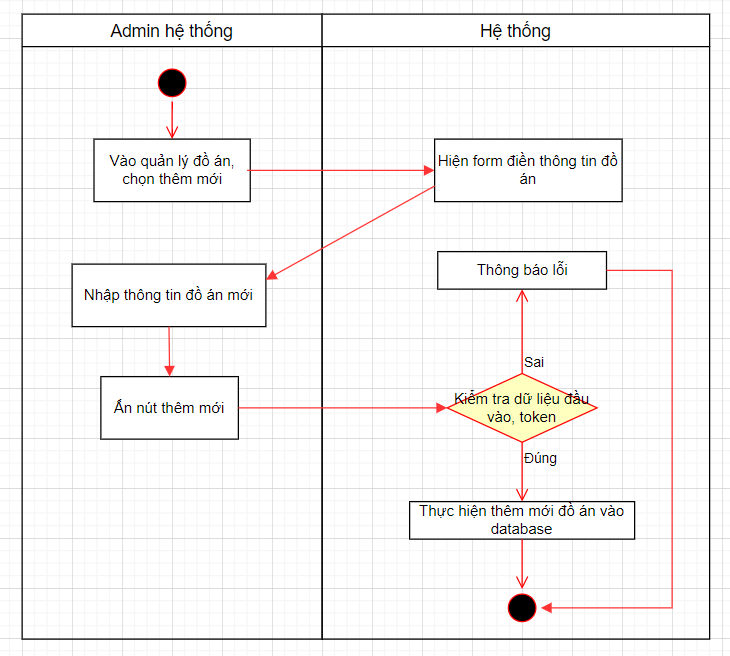 Admin hệ thống
Hệ thống
Vào quản lý đồ án,
chọn thêm mới
Hiện form điền thông tin đồ
án
Thông báo lỗi
Nhập thông tin đồ án mới
Sai
Kiểm tra dữ liệu đầu
vào, token
Ấn nút thêm mới
Đúng
Thực hiện thêm mới đồ án vào
database